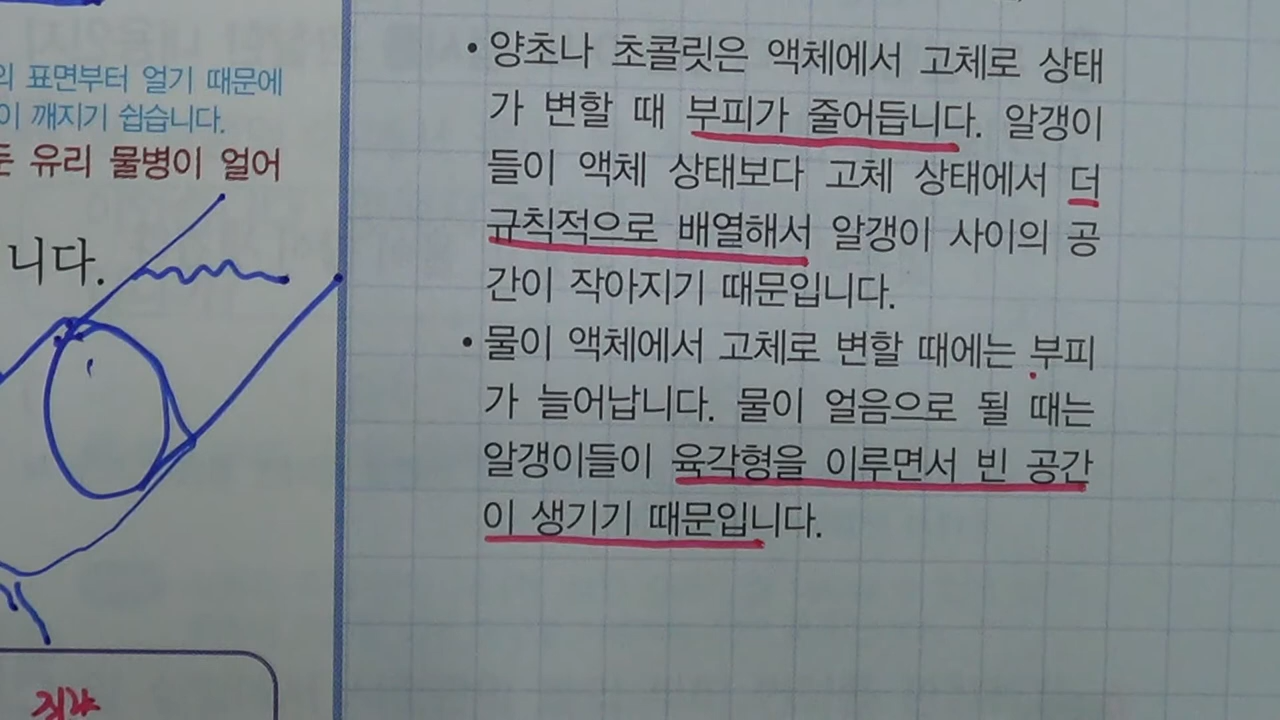 의 표면부터 얼기 때문에
이 깨지기 쉽습니다.
둔 유리 물병이 얼어
니다.
• 양초나 초콜릿은 액체에서 고체로 상태
가 변할 때 부피가 줄어듭니다. 알갱이
들이 액체 상태보다 고체 상태에서 더
규칙적으로 배열해서 알갱이 사이의 공
간이 작아지기 때문입니다.
• 물이 액체에서 고체로 변할 때에는 부피
가 늘어납니다. 물이 얼음으로 될 때는
알갱이들이 육각형을 이루면서 빈 공간
이 생기기 때문입니다.